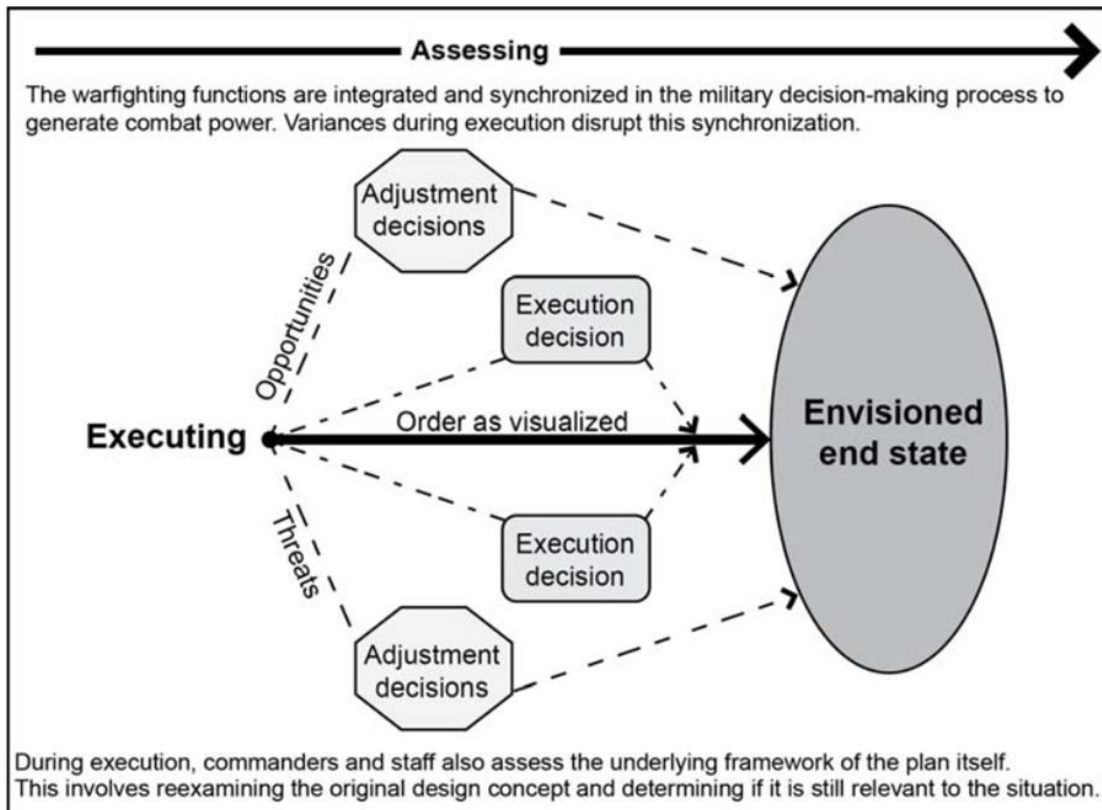 Assessing
The warfighting functions are integrated and synchronized in the military decision-making process to
generate combat power. Variances during execution disrupt this synchronization.
Adjustment
decisions
Opportunities
Execution
decision
Executing
Order as visualized
Envisioned
end state
Threats
Execution
decision
Adjustment
decisions
During execution, commanders and staff also assess the underlying framework of the plan itself.
This involves reexamining the original design concept and determining if it is still relevant to the situation.